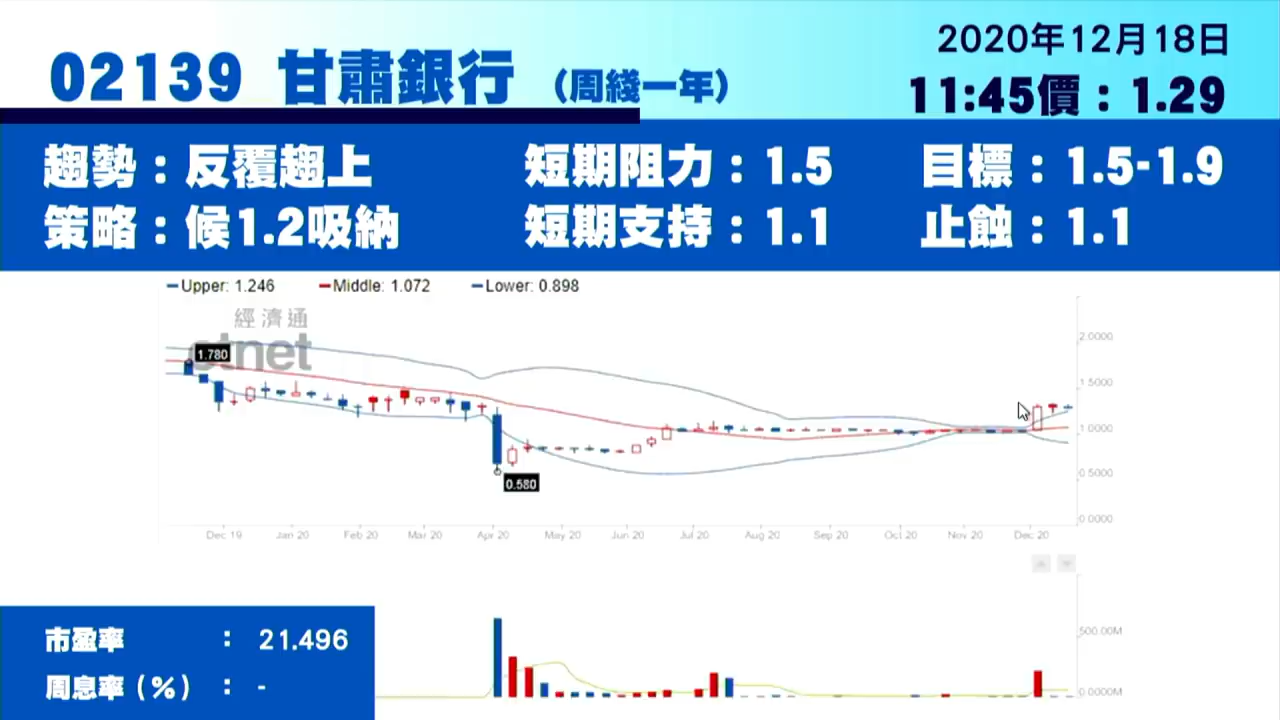 02139 甘肅銀行 (周綫一年)
2020年12月18日
11:45價：1.29
趨勢：反覆趨上
短期阻力：1.5
目標：1.5-1.9
策略：候1.2吸納
短期支持：1.1
止蝕：1.1
Upper: 1.246 Middle: 1.072 Lower: 0.898
經濟通
etnet
1.780
0.580
2.0000
1.5000
1.0000
0.5000
0.0000
Dec 19 Jan 20 Feb 20 Mar 20 Apr 20 May 20 Jun 20 Jul 20 Aug 20 Sep 20 Oct 20 Nov 20 Dec 20
500.00M
0.0000M
市盈率 ： 21.496
周息率（%） ： -